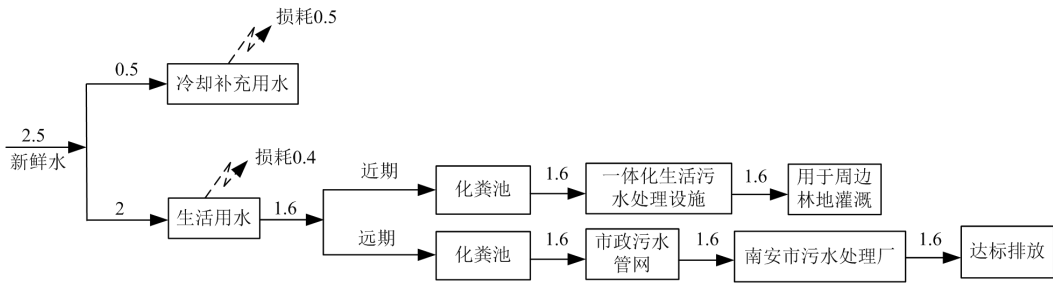 损耗0.5
0.5
冷却补充用水
2.5
新鲜水
损耗0.4
2
生活用水
1.6
近期
化粪池
1.6
一体化生活污
水处理设施
1.6
用于周边
林地灌溉
远期
化粪池
1.6
市政污水
管网
1.6
南安市污水处理厂
1.6
达标排放